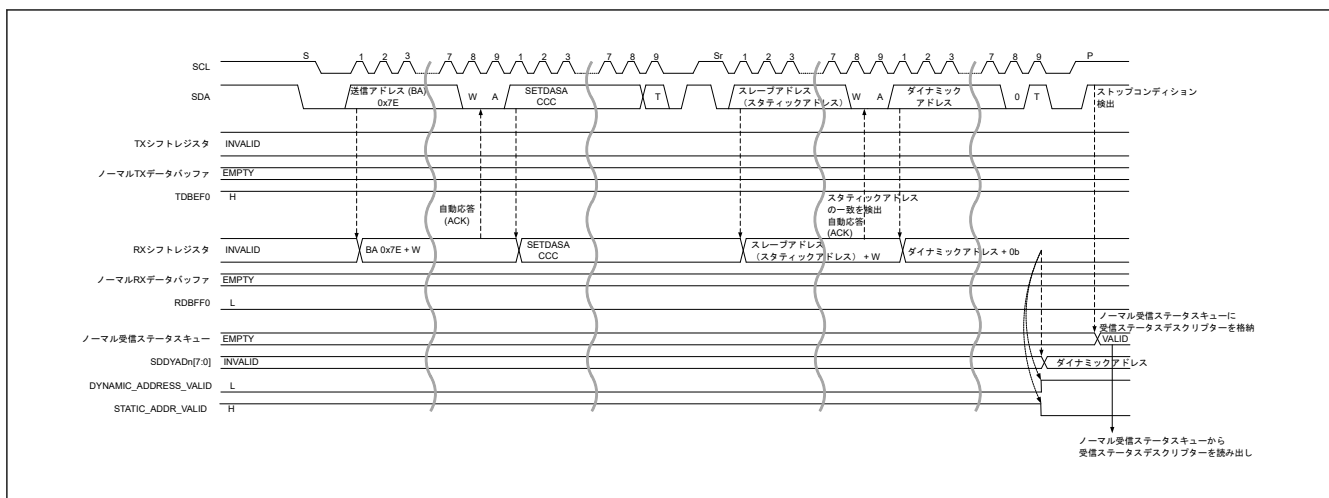 S 1 2 3 7 8 9 1 2 3 7 8 9 Sr 1 2 3 7 8 9 1 2 3 7 8 9 P
SCL
SDA
送信アドレス (BA)
0x7E
W A
SETDASA
CCC
T
スレーブアドレス
（スタティックアドレス）
W A
ダイナミック
アドレス
0 T
ストップコンディション
検出
TXシフトレジスタ INVALID
ノーマルTXデータバッファ EMPTY
TDBEF0 H
自動応答
(ACK)
スタティックアドレス
の一致を検出
自動応答
(ACK)
RXシフトレジスタ INVALID
BA 0x7E + W
SETDASA
CCC
スレーブアドレス
（スタティックアドレス） + W
ダイナミックアドレス + 0b
ノーマルRXデータバッファ EMPTY
RDBFF0 L
ノーマル受信ステータスキューに
受信ステータスデスクリプターを格納
ノーマル受信ステータスキュー EMPTY
VALID
SDDYADn[7:0] INVALID
ダイナミックアドレス
DYNAMIC_ADDRESS_VALID L
STATIC_ADDR_VALID H
ノーマル受信ステータスキューから
受信ステータスデスクリプターを読み出し